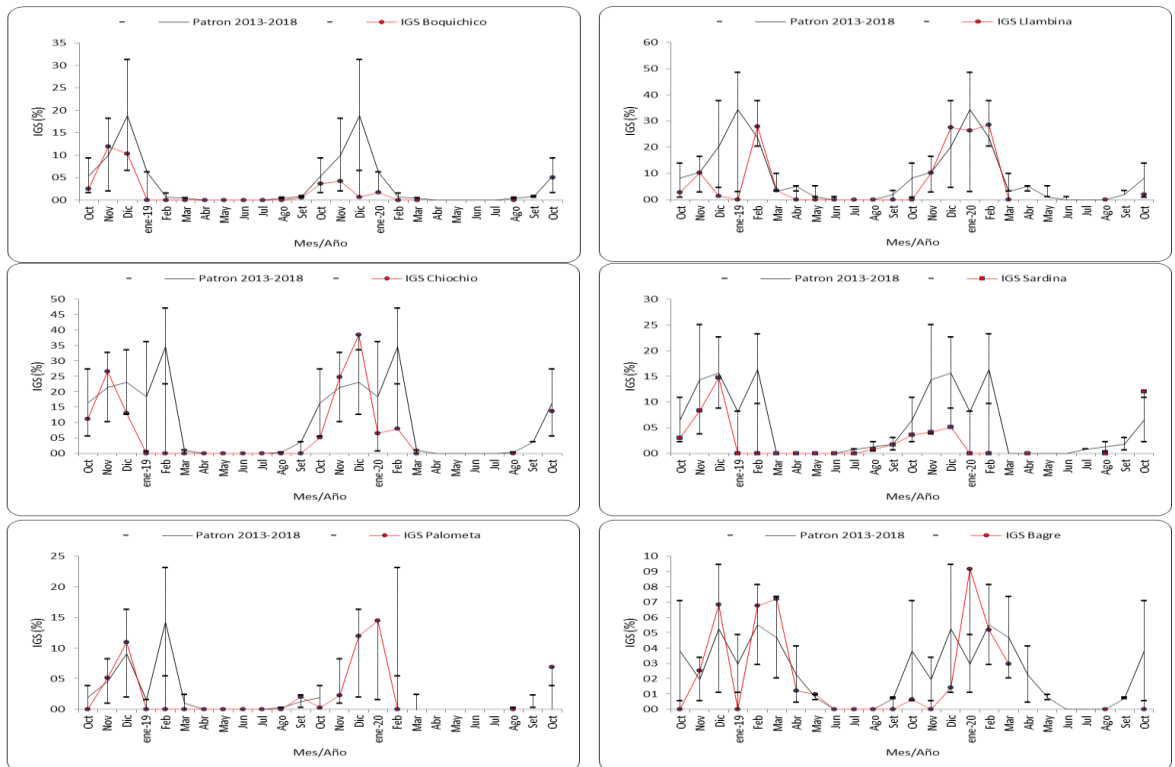 Patron 2013-2018 IGS Boquichico
35
30
25
20
15
10
05
00
IGS (%)
Oct Nov Dic ene-19 Feb Mar Abr May Jun Jul Ago Set Oct Nov Dic ene-20 Feb Mar Abr May Jun Jul Ago Set Oct
Mes/Año
Patron 2013-2018 IGS Llambina
60
50
40
30
20
10
00
IGS (%)
Oct Nov Dic ene-19 Feb Mar Abr May Jun Jul Ago Set Oct Nov Dic ene-20 Feb Mar Abr May Jun Jul Ago Set Oct
Mes/Año
Patron 2013-2018 IGS Chiochio
50
45
40
35
30
25
20
15
10
05
00
IGS (%)
Oct Nov Dic ene-19 Feb Mar Abr May Jun Jul Ago Set Oct Nov Dic ene-20 Feb Mar Abr May Jun Jul Ago Set Oct
Mes/Año
Patron 2013-2018 IGS Sardina
30
25
20
15
10
05
00
IGS (%)
Oct Nov Dic ene-19 Feb Mar Abr May Jun Jul Ago Set Oct Nov Dic ene-20 Feb Mar Abr May Jun Jul Ago Set Oct
Mes/Año
Patron 2013-2018 IGS Palometa
25
20
15
10
05
00
IGS (%)
Oct Nov Dic ene-19 Feb Mar Abr May Jun Jul Ago Set Oct Nov Dic ene-20 Feb Mar Abr May Jun Jul Ago Set Oct
Mes/Año
Patron 2013-2018 IGS Bagre
10
09
08
07
06
05
04
03
02
01
00
IGS (%)
Oct Nov Dic ene-19 Feb Mar Abr May Jun Jul Ago Set Oct Nov Dic ene-20 Feb Mar Abr May Jun Jul Ago Set Oct
Mes/Año